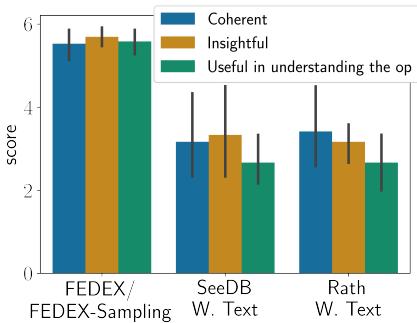 Coherent
Insightful
Useful in understanding the op
score
6
4
2
0
FEDEX/
FEDEX-Sampling
SeeDB
W. Text
Rath
W. Text